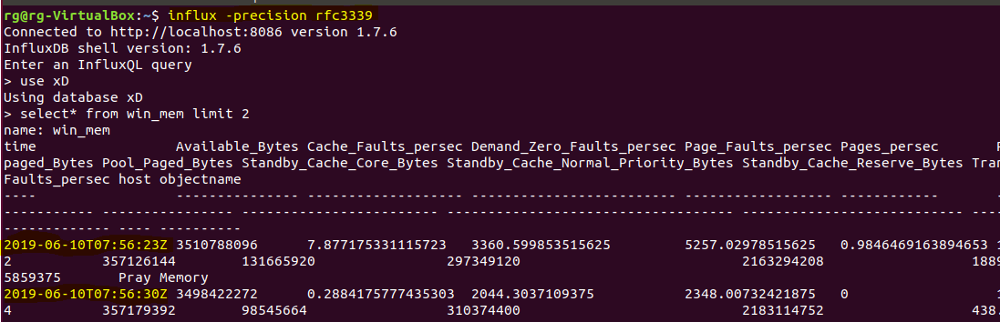 rg@rg-VirtualBox:~$ influx -precision rfc3339
Connected to http://localhost:8086 version 1.7.6
InfluxDB shell version: 1.7.6
Enter an InfluxQL query
> use xD
Using database xD
> select* from win_mem limit 2
name: win_mem
time Available_Bytes Cache_Faults_persec Demand_Zero_Faults_persec Page_Faults_persec Pages_persec
paged_Bytes Pool_Paged_Bytes Standby_Cache_Core_Bytes Standby_Cache_Normal_Priority_Bytes Standby_Cache_Reserve_Bytes Tran
Faults_persec host objectname
---- --------------- ------------------- ------------------------- ------------------ ------------ -
----------- ---------------- ------------------------ ----------------------------------- --------------------------- ----
------------- ---- ----------
2019-06-10T07:56:23Z 3510788096 7.877175331115723 3360.599853515625 5257.02978515625 0.9846469163894653 1
2 357126144 131665920 297349120 2163294208 1889
5859375 Pray Memory
2019-06-10T07:56:30Z 3498422272 0.2884175777435303 2044.3037109375 2348.00732421875 0 1
4 357179392 98545664 310374400 2183114752 438.